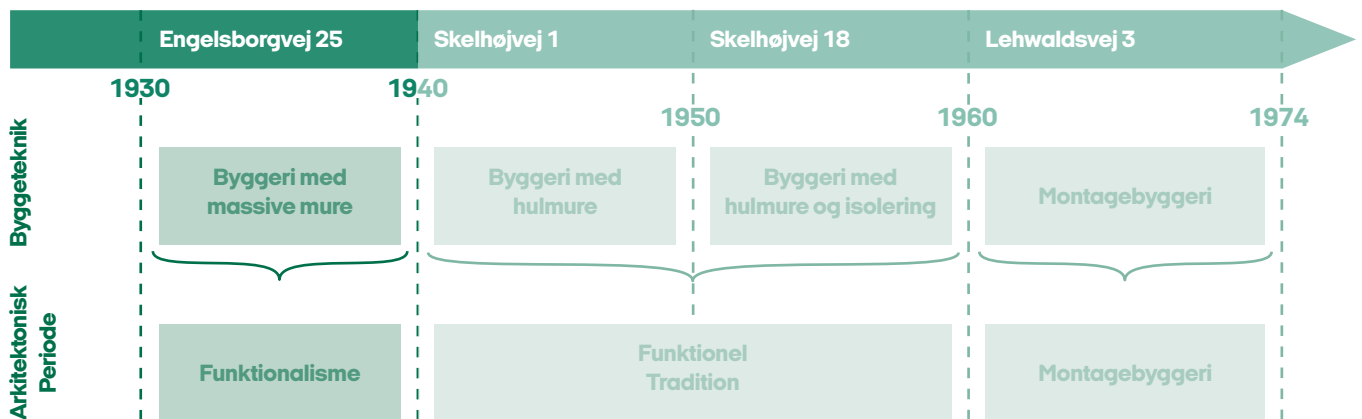 Engelsborgvej 25
Skelhøjvej 1
Skelhøjvej 18
Lehwaldsvej 3
1930
1940
1950
1960
1974
Byggeteknik
Byggeri med
massive mure
Byggeri med
hulmure
Byggeri med
hulmure og isolering
Montagebyggeri
Arkitektonisk
Periode
Funktionalisme
Funktionel
Tradition
Montagebyggeri